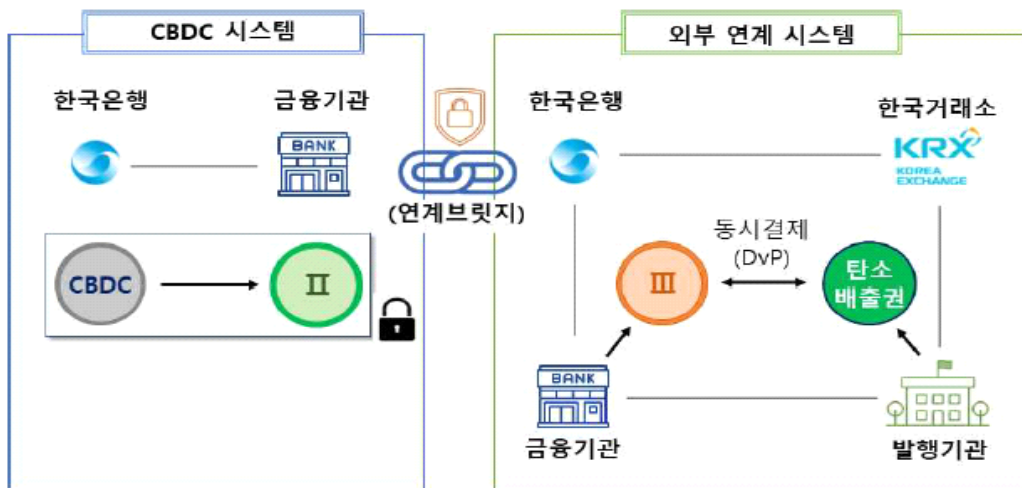 CBDC 시스템
외부 연계 시스템
한국은행
금융기관
BANK
(연계브릿지)
CBDC
Ⅱ
한국은행
한국거래소
KRX
KOREA
EXCHANGE
동시결제
(DvP)
Ⅲ
탄소
배출권
BANK
금융기관
발행기관